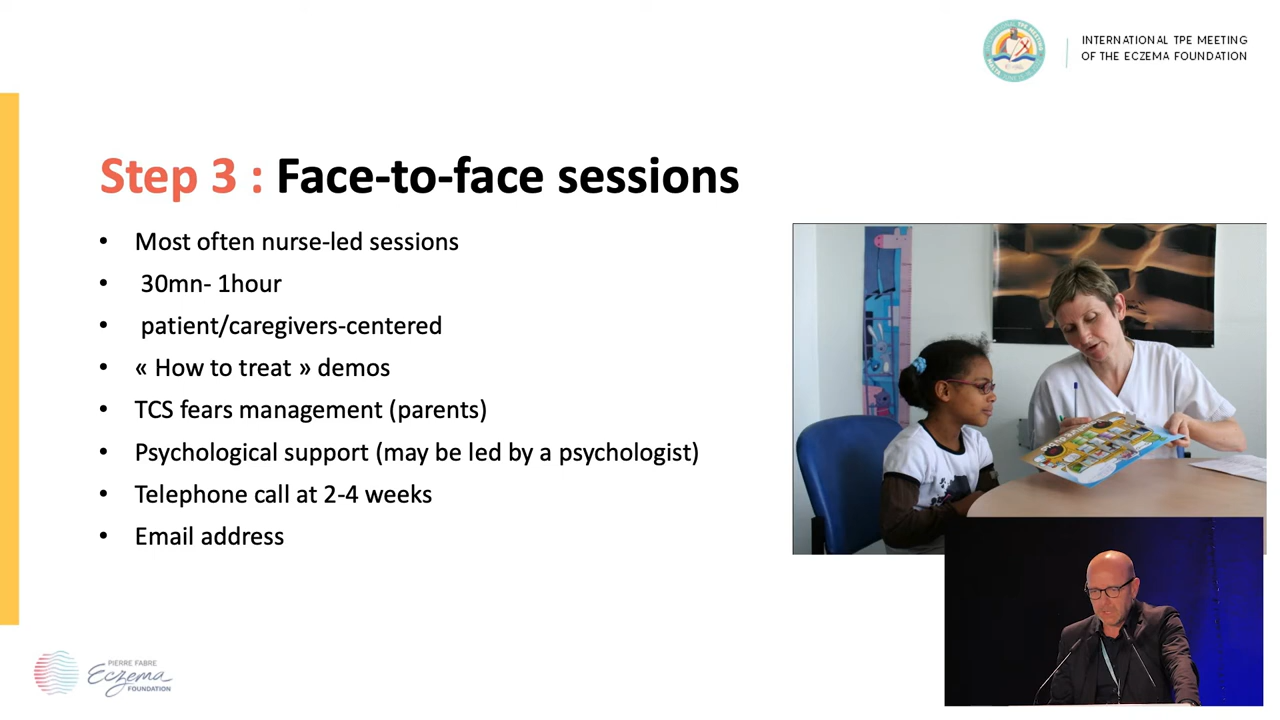 INTERNATIONAL TPE MEETING
OF THE ECZEMA FOUNDATION
Step 3 : Face-to-face sessions
• Most often nurse-led sessions
• 30mn- 1hour
• patient/caregivers-centered
• « How to treat » demos
• TCS fears management (parents)
• Psychological support (may be led by a psychologist)
• Telephone call at 2-4 weeks
• Email address
PIERRE FABRE
Eczema
FOUNDATION